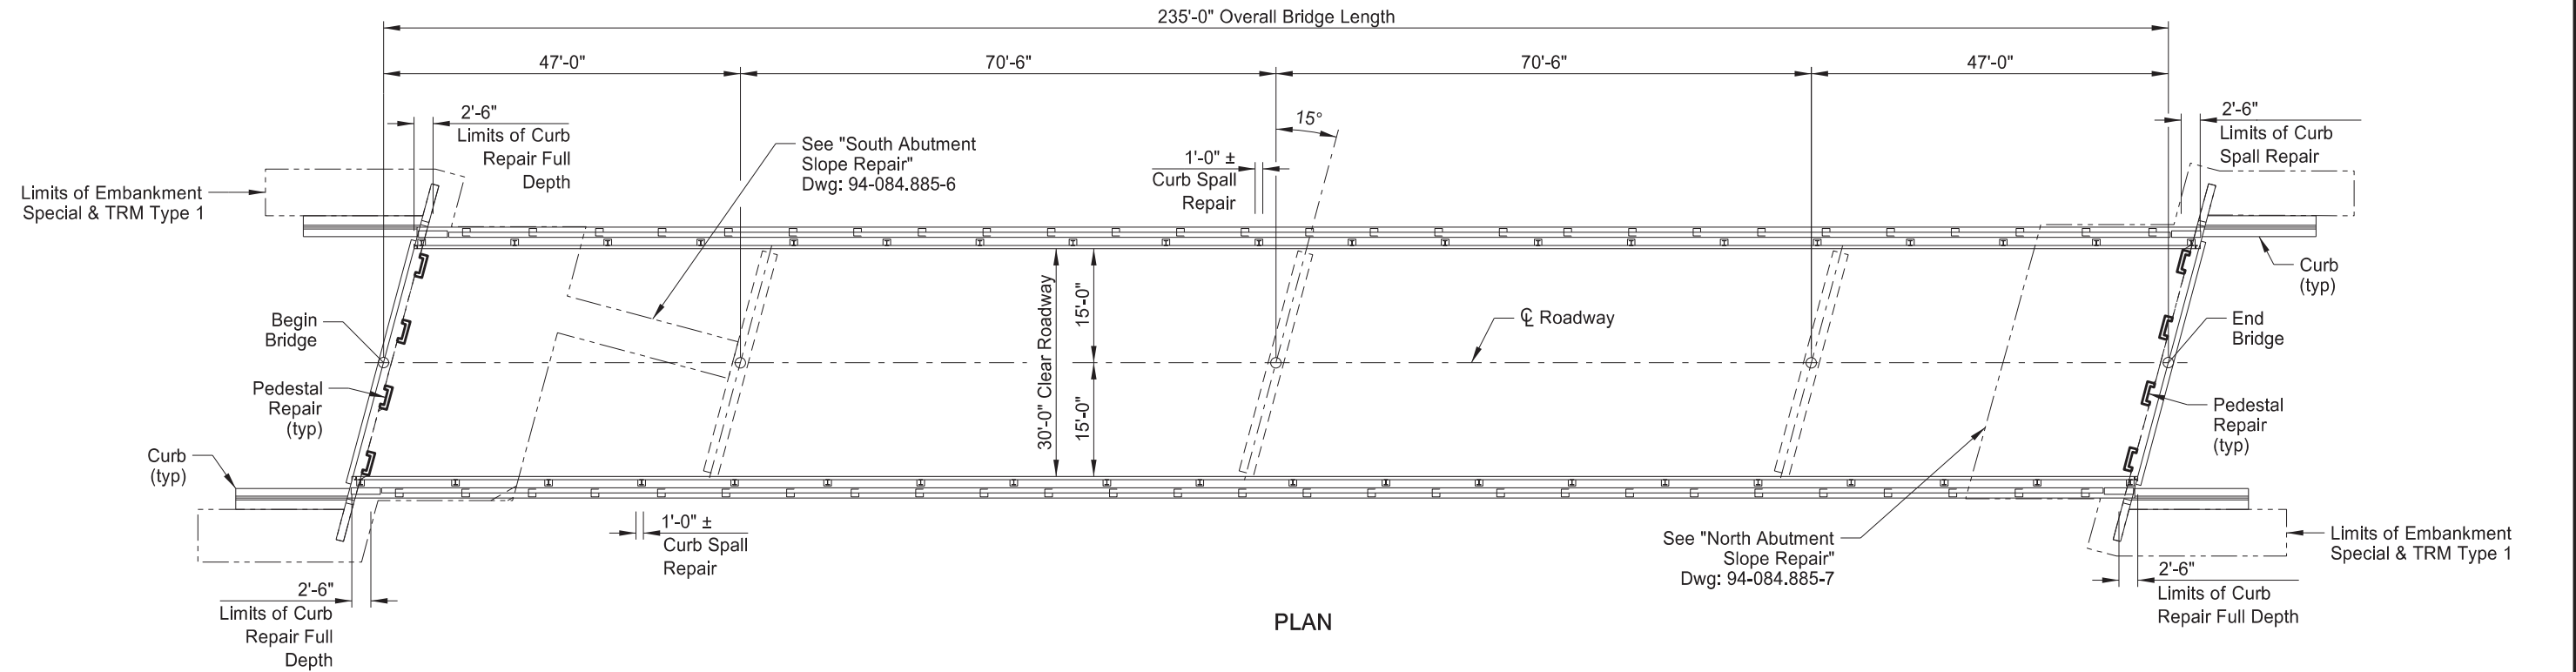 235'-0" Overall Bridge Length
47'-0"
70'-6"
70'-6"
47'-0"
2'-6"
Limits of Curb
Repair Full
Depth
See "South Abutment
Slope Repair"
Dwg: 94-084.885-6
1'-0" ±
Curb Spall
Repair
15°
2'-6"
Limits of Curb
Spall Repair
Limits of Embankment
Special & TRM Type 1
Curb
(typ)
Begin
Bridge
30'-0" Clear Roadway
15'-0"
15'-0"
℄ Roadway
End
Bridge
Pedestal
Repair
(typ)
Pedestal
Repair
(typ)
Curb
(typ)
1'-0" ±
Curb Spall
Repair
See "North Abutment
Slope Repair"
Dwg: 94-084.885-7
Limits of Embankment
Special & TRM Type 1
2'-6"
Limits of Curb
Repair Full
Depth
2'-6"
Limits of Curb
Repair Full Depth
PLAN